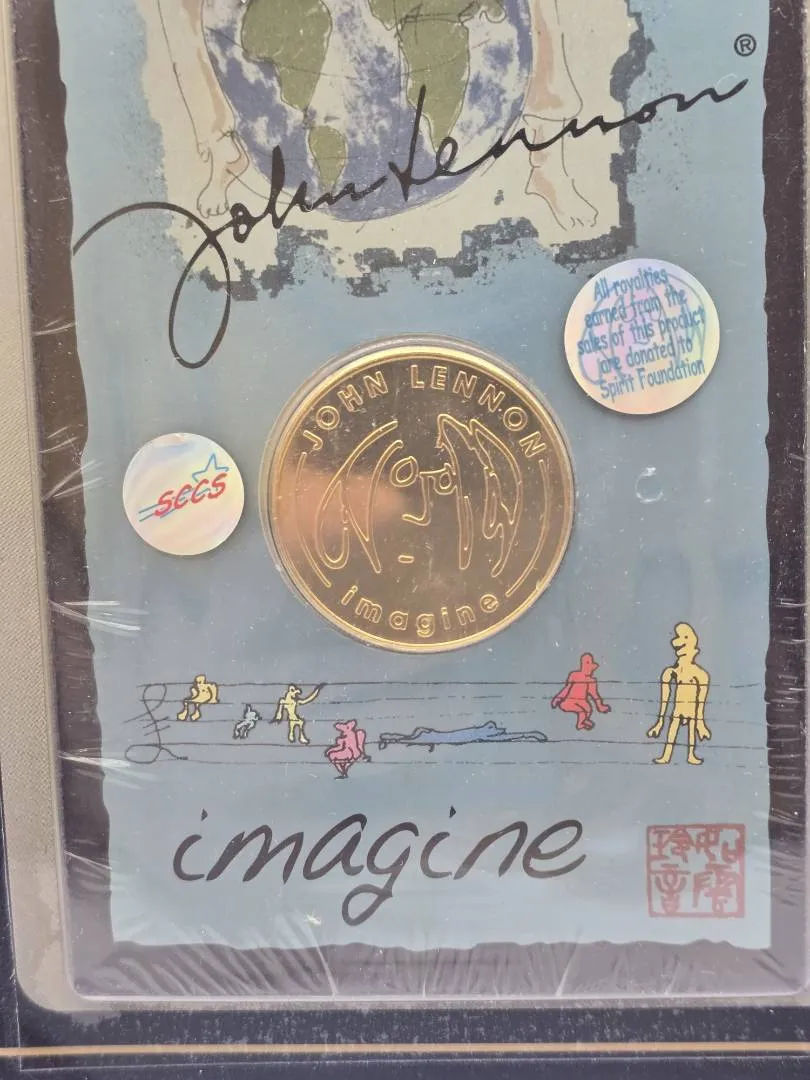 ®
John Lennon
All royalties
earned from the
sales of this product
are donated to
Spirit Foundation
JOHN LENNON
SCCS
imagine
imagine